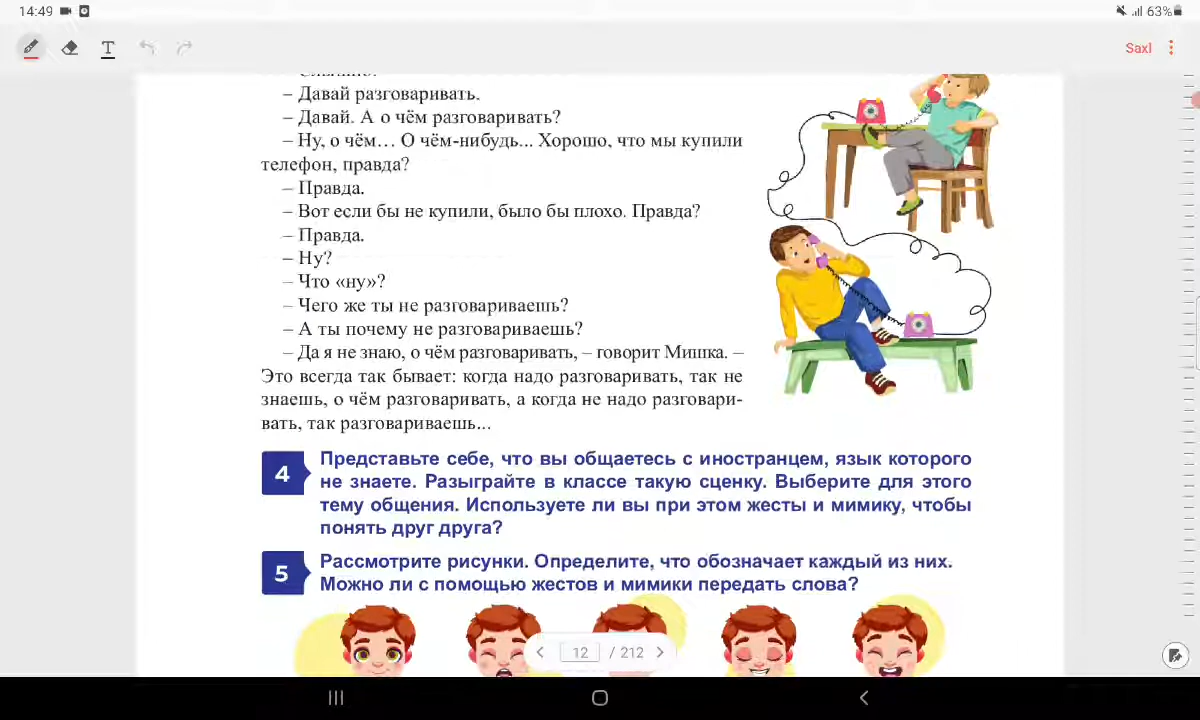 14:49
63%
Saxl
– Давай разговаривать.
– Давай. А о чём разговаривать?
– Ну, о чём… О чём-нибудь... Хорошо, что мы купили
телефон, правда?
– Правда.
– Вот если бы не купили, было бы плохо. Правда?
– Правда.
– Ну?
– Что «ну»?
– Чего же ты не разговариваешь?
– А ты почему не разговариваешь?
– Да я не знаю, о чём разговаривать, – говорит Мишка. –
Это всегда так бывает: когда надо разговаривать, так не
знаешь, о чём разговаривать, а когда не надо разговари-
вать, так разговариваешь...
4
Представьте себе, что вы общаетесь с иностранцем, язык которого
не знаете. Разыграйте в классе такую сценку. Выберите для этого
тему общения. Используете ли вы при этом жесты и мимику, чтобы
понять друг друга?
5
Рассмотрите рисунки. Определите, что обозначает каждый из них.
Можно ли с помощью жестов и мимики передать слова?
12 / 212